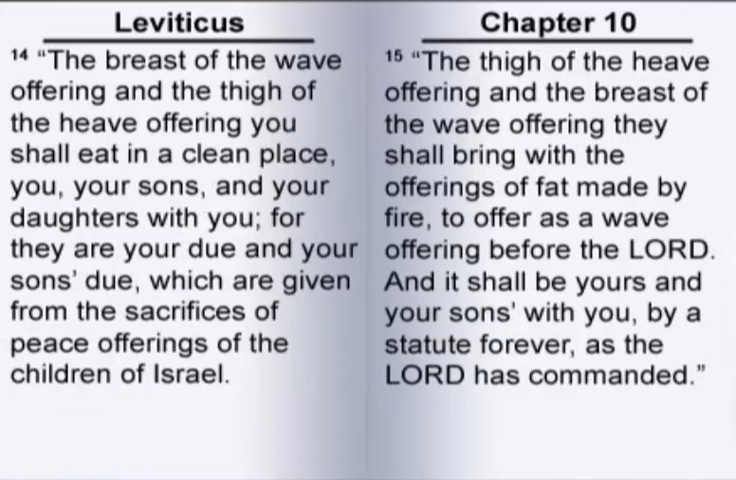 Leviticus
14 “The breast of the wave
offering and the thigh of
the heave offering you
shall eat in a clean place,
you, your sons, and your
daughters with you; for
they are your due and your
sons’ due, which are given
from the sacrifices of
peace offerings of the
children of Israel.
Chapter 10
15 “The thigh of the heave
offering and the breast of
the wave offering they
shall bring with the
offerings of fat made by
fire, to offer as a wave
offering before the LORD.
And it shall be yours and
your sons’ with you, by a
statute forever, as the
LORD has commanded.”